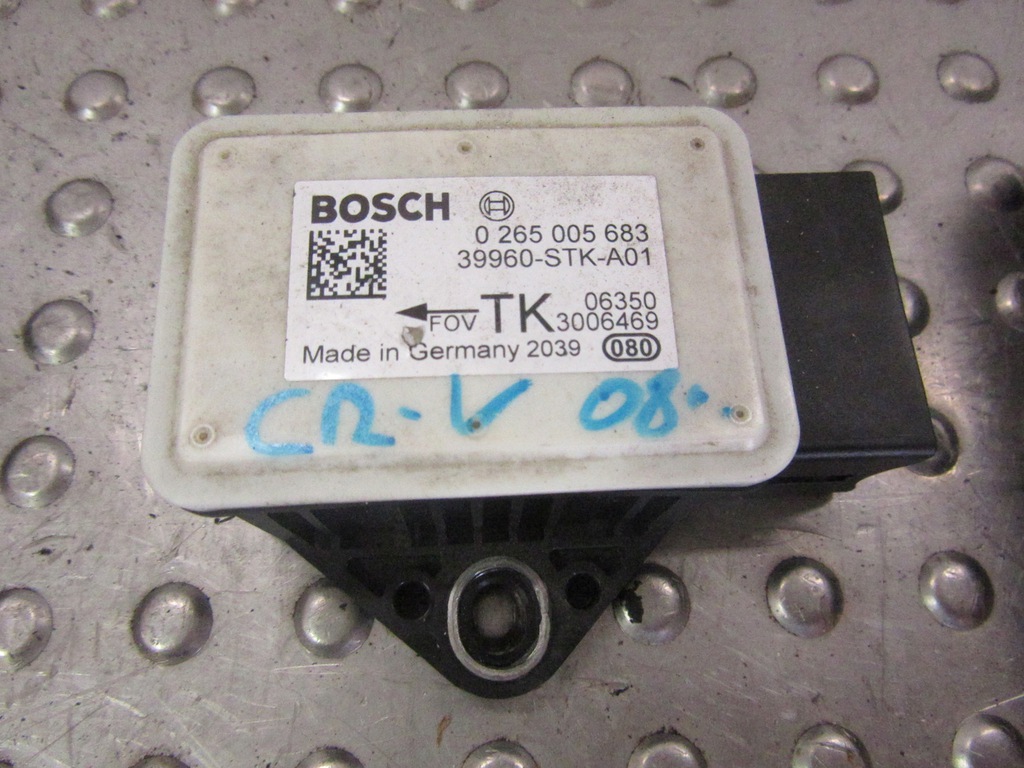 BOSCH
0 265 005 683
39960-STK-A01
FOV TK 06350
3006469
Made in Germany 2039 080
CR-V 08-..